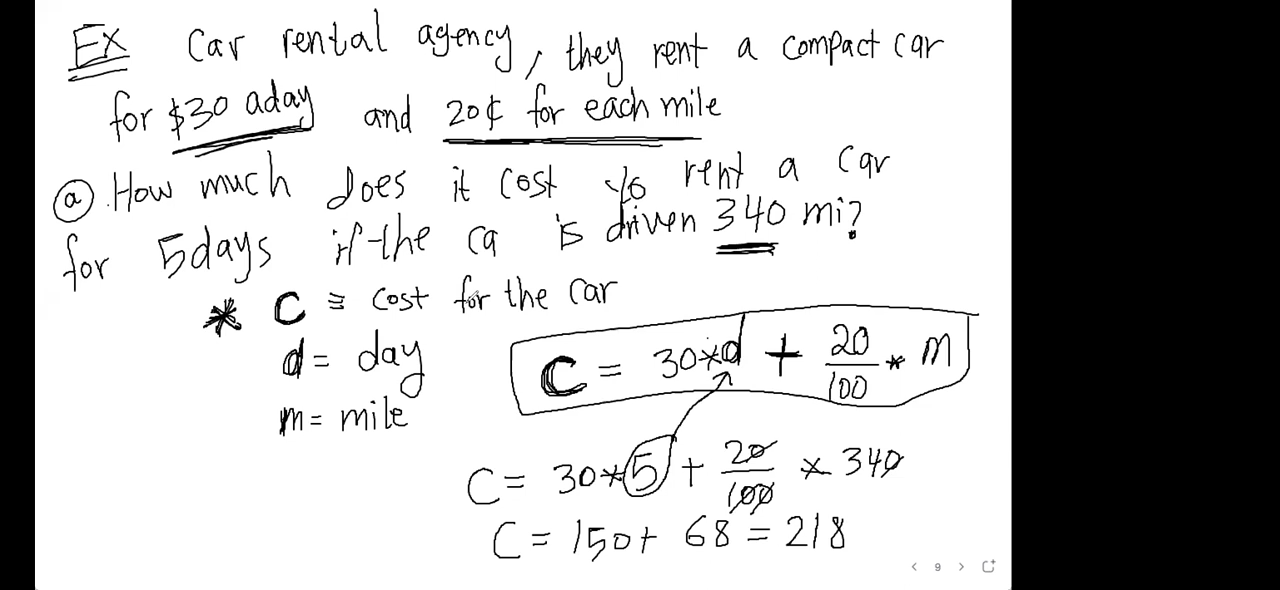 Ex Car rental agency, they rent a compact car
for $30 a day and 20¢ for each mile
(a) How much does it cost to rent a car
for 5 days if the ca is driven 340 mi?
* C ≡ cost for the car
d = day
C = 30*d + 20/100 * m
m = mile
C = 30*5 + 20/100 * 340
C = 150 + 68 = 218
< 9 >